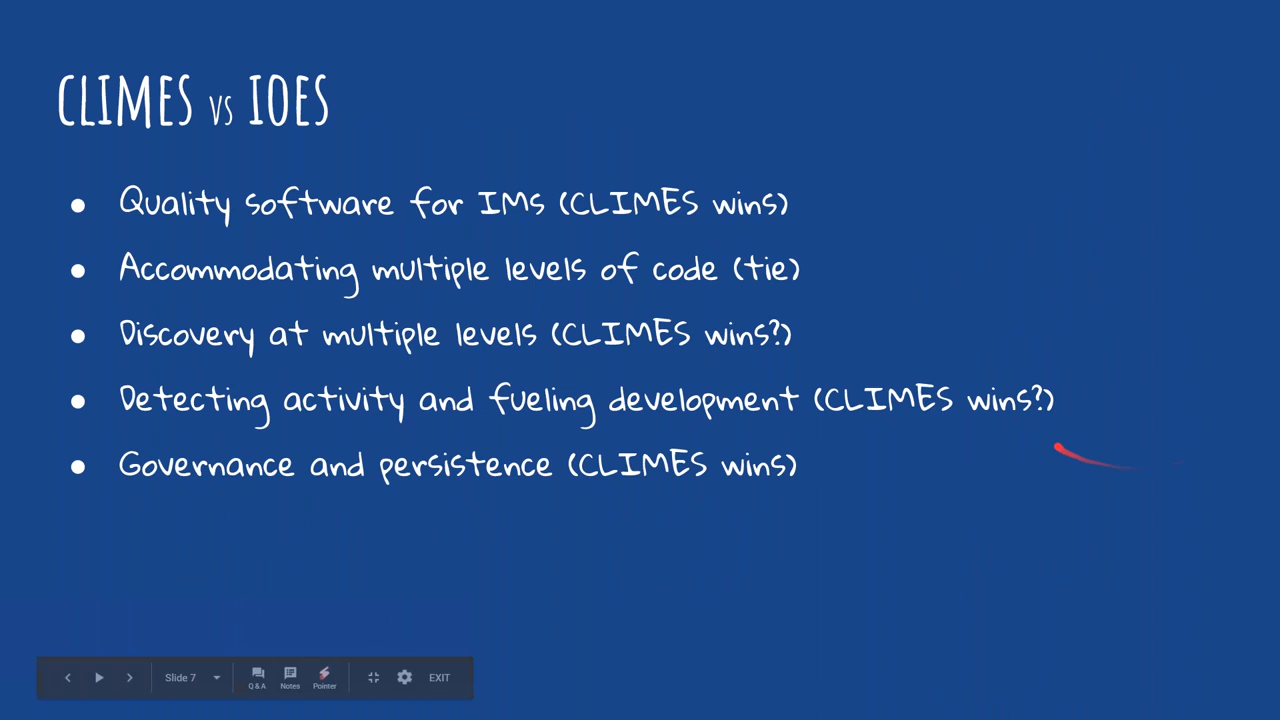 CLIMES vs IOES
● Quality software for IMs (CLIMES wins)
● Accommodating multiple levels of code (tie)
● Discovery at multiple levels (CLIMES wins?)
● Detecting activity and fueling development (CLIMES wins?)
● Governance and persistence (CLIMES wins)
Slide 7
Q & A Notes Pointer
EXIT